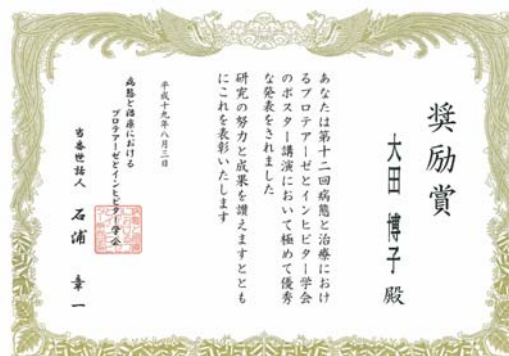 奨励賞
大田 博子 殿
あなたは第十二回病態と治療におけ
るプロテアーゼとインヒビター学会
のポスター講演において極めて優秀
な発表をされました
研究の努力と成果を讃えますととも
にこれを表彰いたします
平成十九年八月三日
病態と治療における
プロテアーゼとインヒビター学会
当番世話人 石浦 章一